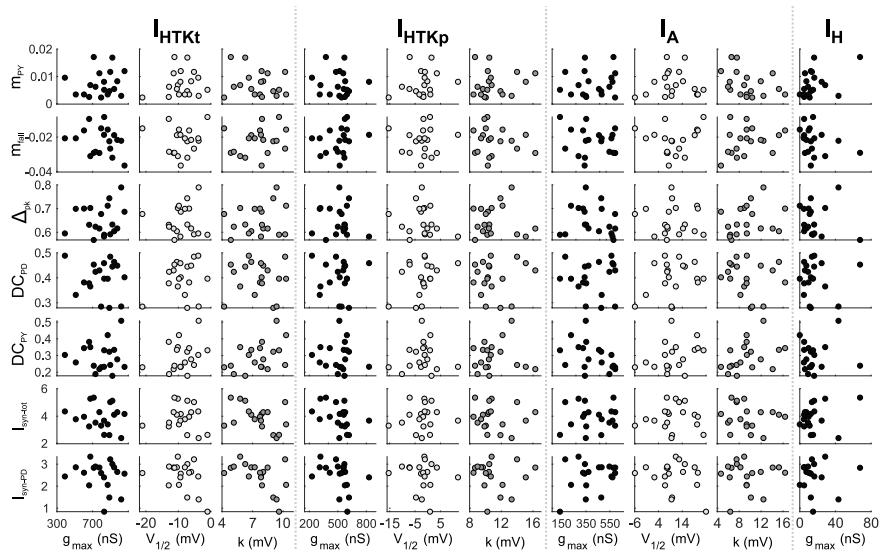 I_HTKt I_HTKp I_A I_H
m_PY 0.02 0.01 0
m_fall -0.02 -0.04
Δ_pk 0.8 0.7 0.6
DC_PD 0.5 0.4 0.3
DC_PY 0.5 0.4 0.3 0.2
I_syn-tot 6 4 2
I_syn-PD 3 2 1
300 700 -20 -10 0 4 7 10 200 400 600 800 -15 -5 5 8 12 16 150 350 550 -6 4 14 4 8 12 16 0 40 80
g_max (nS) V_1/2 (mV) k (mV) g_max (nS) V_1/2 (mV) k (mV) g_max (nS) V_1/2 (mV) k (mV) g_max (nS)